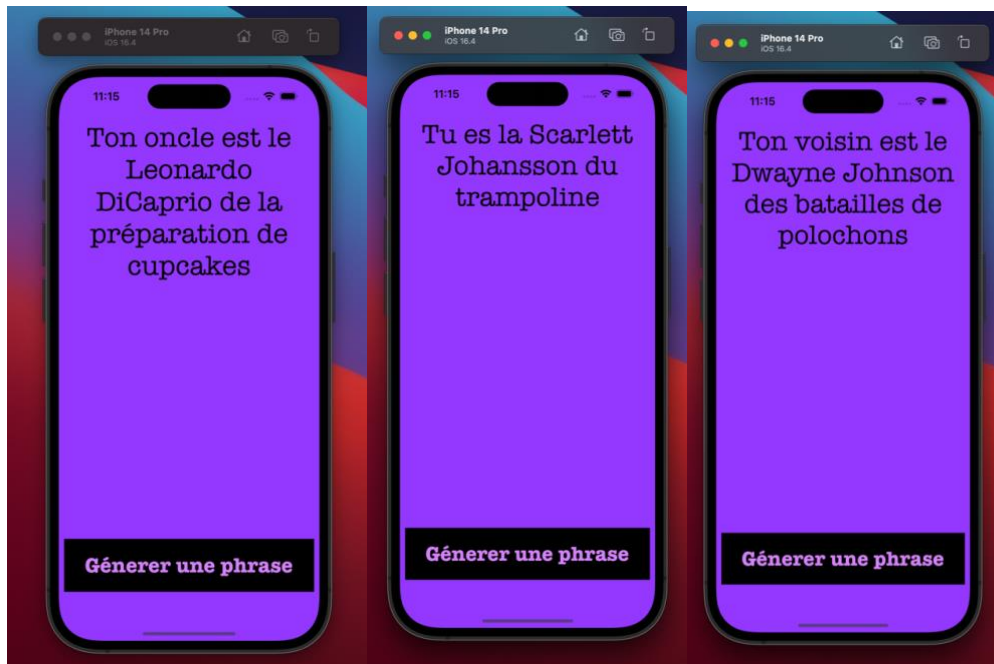 iPhone 14 Pro
iOS 16.4
11:15
Ton oncle est le
Leonardo
DiCaprio de la
préparation de
cupcakes
Génerer une phrase
iPhone 14 Pro
iOS 16.4
11:15
Tu es la Scarlett
Johansson du
trampoline
Génerer une phrase
iPhone 14 Pro
iOS 16.4
11:15
Ton voisin est le
Dwayne Johnson
des batailles de
polochons
Génerer une phrase